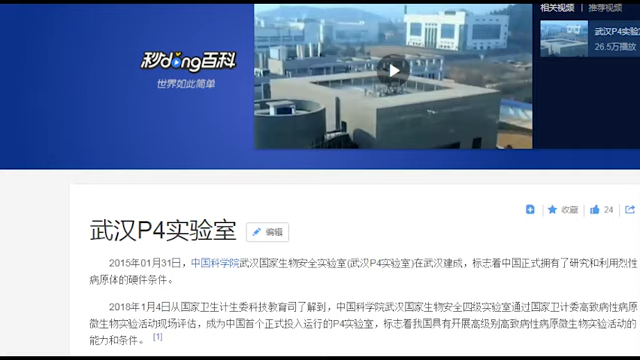 相关视频 | 推荐视频
秒dong百科
世界如此简单
武汉P4实验室
26.5万播放
收藏 24
武汉P4实验室 编辑
2015年01月31日，中国科学院武汉国家生物安全实验室(武汉P4实验室)在武汉建成，标志着中国正式拥有了研究和利用烈性
病原体的硬件条件。
2018年1月4日从国家卫生计生委科技教育司了解到，中国科学院武汉国家生物安全四级实验室通过国家卫计委高致病性病原
微生物实验活动现场评估，成为中国首个正式投入运行的P4实验室，标志着我国具有开展高级别高致病性病原微生物实验活动的
能力和条件。 [1]